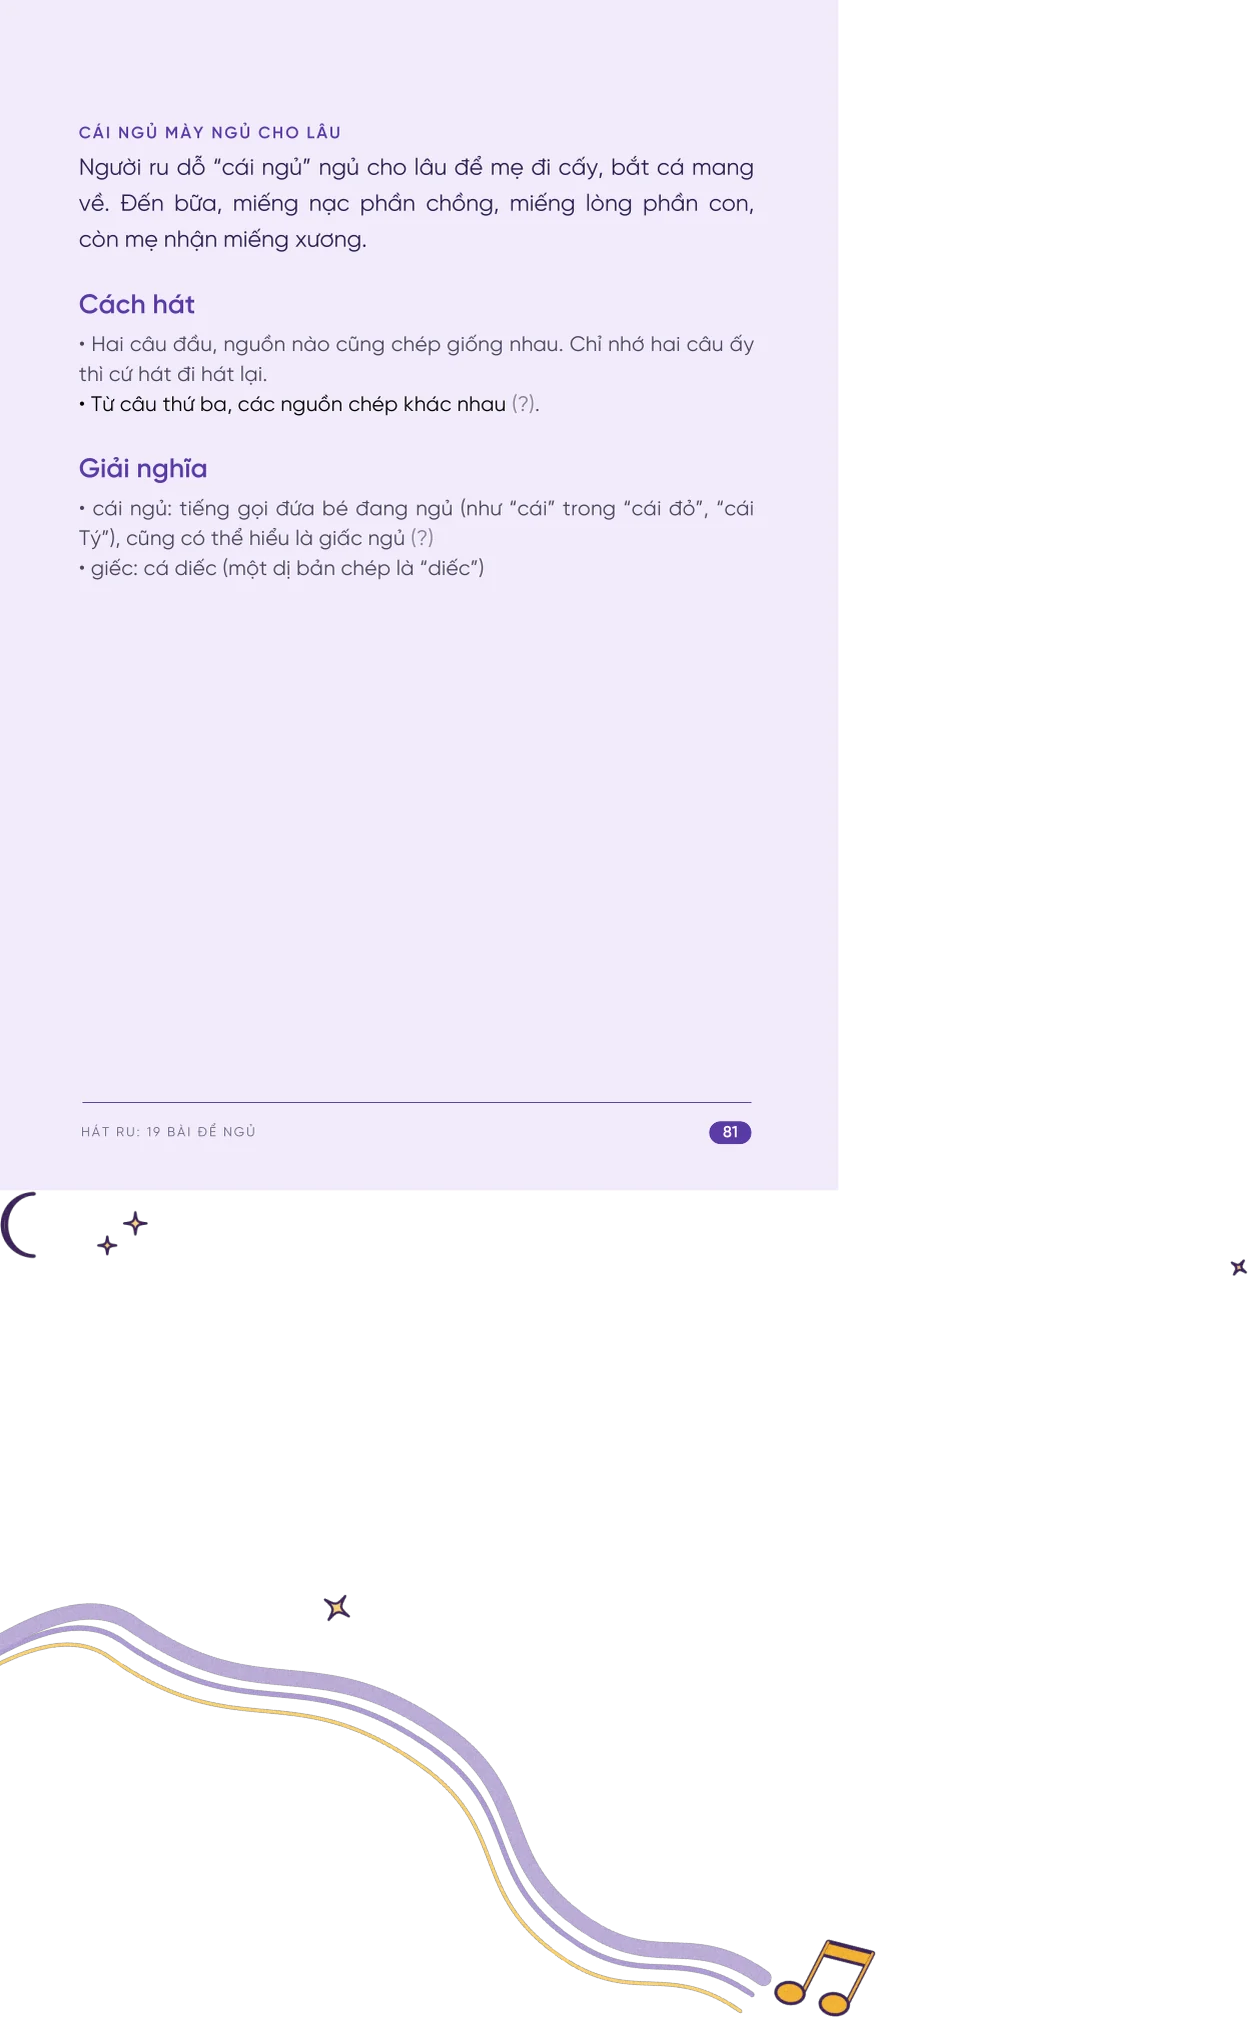 CÁI NGỦ MÀY NGỦ CHO LÂU
Người ru dỗ “cái ngủ” ngủ cho lâu để mẹ đi cấy, bắt cá mang
về. Đến bữa, miếng nạc phần chồng, miếng lòng phần con,
còn mẹ nhận miếng xương.
Cách hát
• Hai câu đầu, nguồn nào cũng chép giống nhau. Chỉ nhớ hai câu ấy
thì cứ hát đi hát lại.
• Từ câu thứ ba, các nguồn chép khác nhau (?).
Giải nghĩa
• cái ngủ: tiếng gọi đứa bé đang ngủ (như “cái” trong “cái đỏ”, “cái
Tý”), cũng có thể hiểu là giấc ngủ (?)
• giếc: cá diếc (một dị bản chép là “diếc”)
HÁT RU: 19 BÀI ĐỂ NGỦ
81